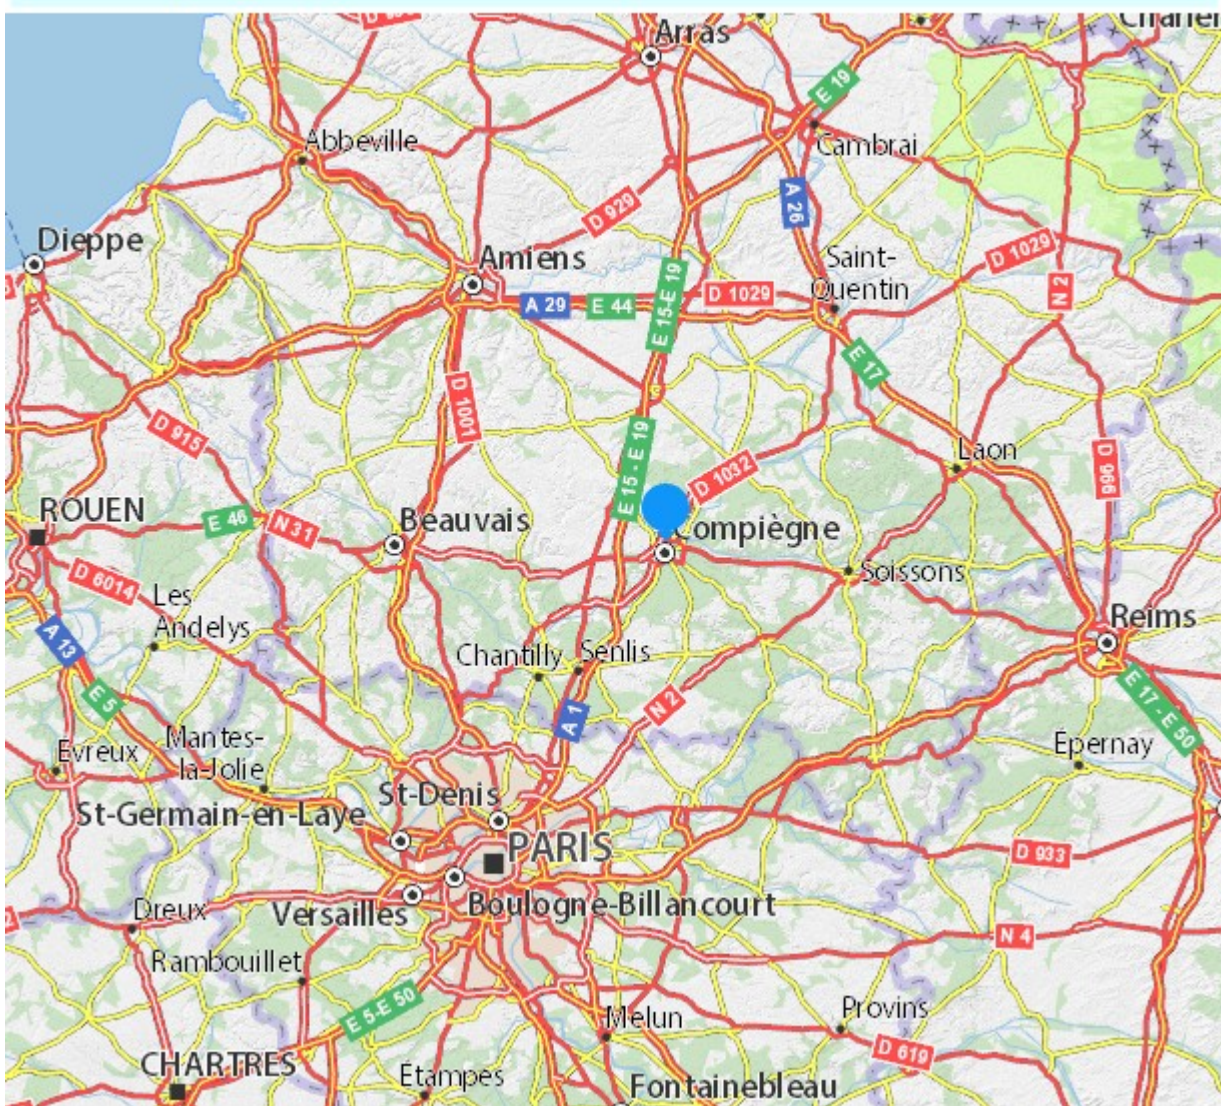 Arras
E 19
Abbeville
Cambrai
A 26
D 929
Dieppe
Amiens
Saint-
Quentin
D 1029
N 2
A 29
E 44
E 15-E 19
D 1029
E 17
D 1001
D 915
E 15 - E 19
D 1032
Laon
D 966
ROUEN
E 46
N 31
Beauvais
Compiègne
Soissons
D 6014
Les
Andelys
A 13
Reims
Chantilly
Senlis
E 5
A 1
N 2
E 17 - E 50
Evreux
Mantes-
la-Jolie
Épernay
St-Denis
St-Germain-en-Laye
PARIS
D 933
Versailles
Boulogne-Billancourt
Dreux
N 4
Rambouillet
E 5-E 50
Melun
Provins
D 619
CHARTRES
Étampes
Fontainebleau